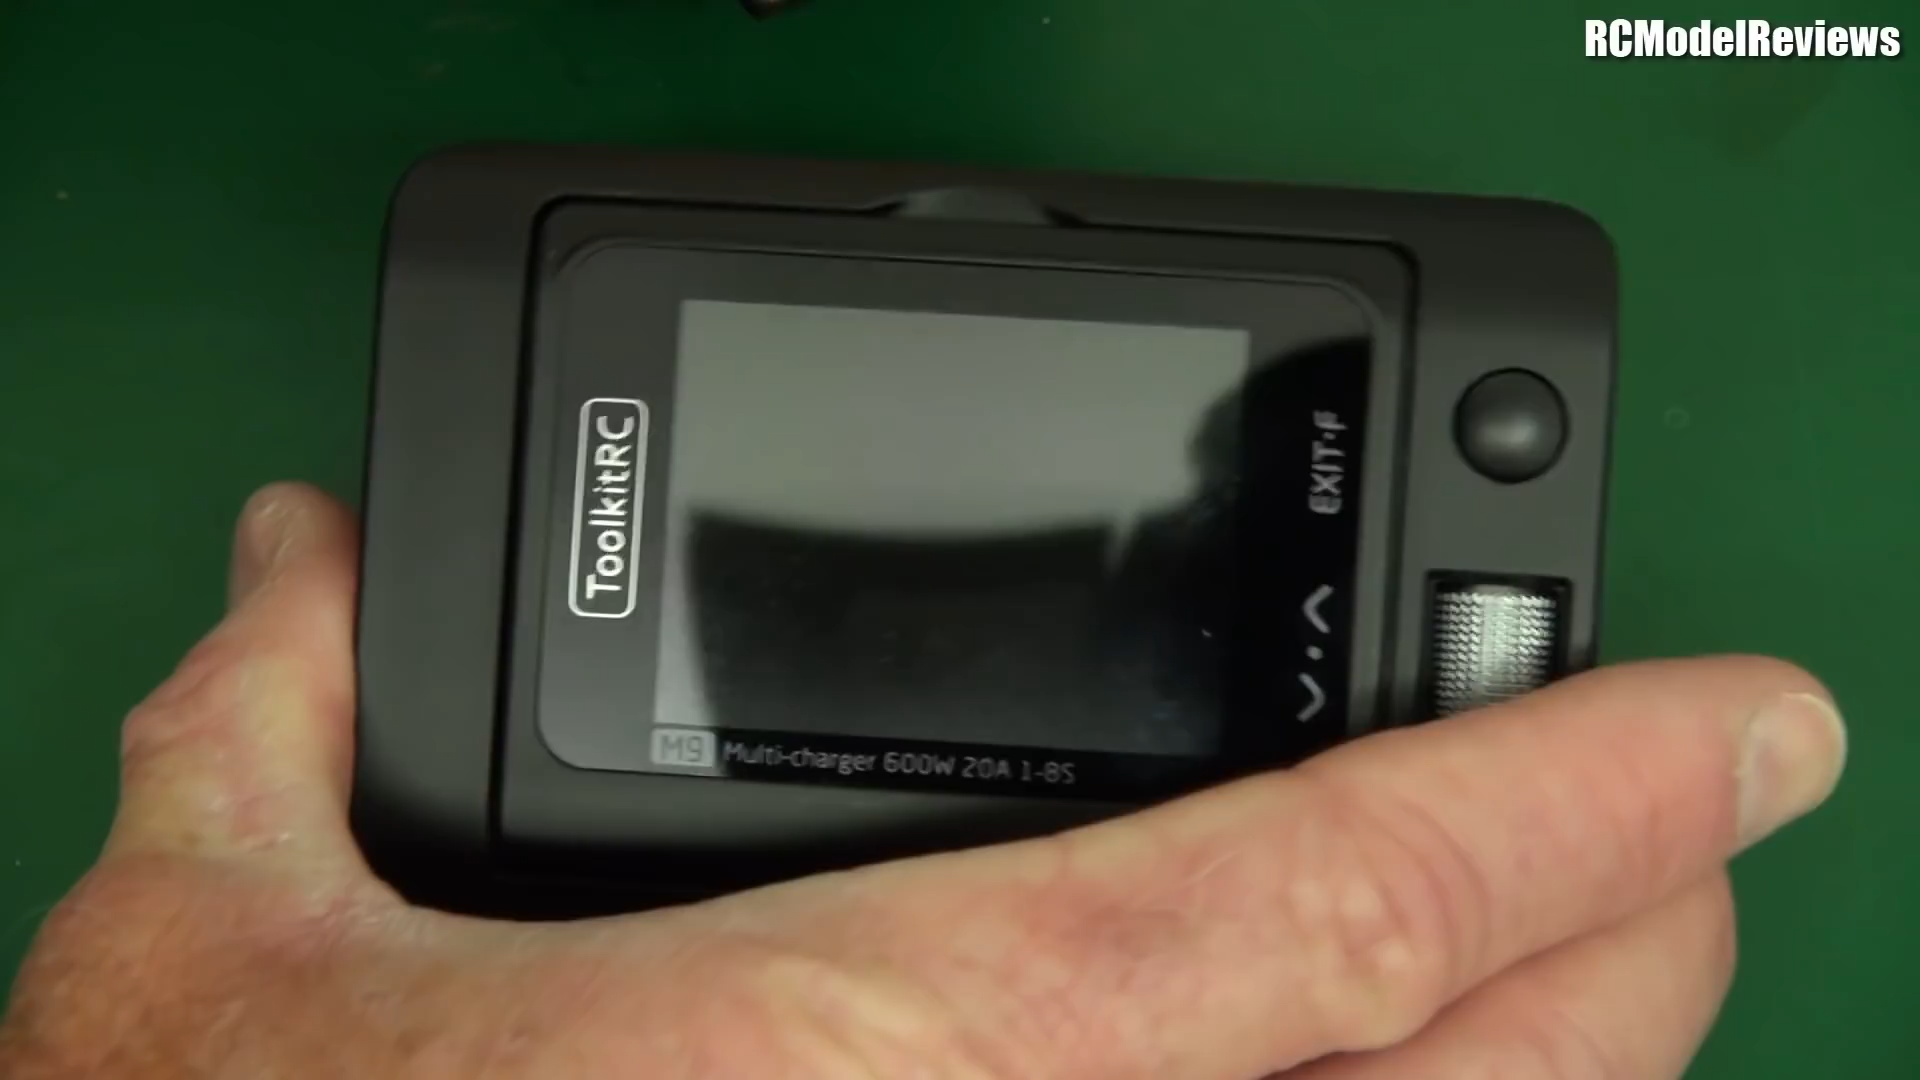 RCModelReviews
ToolkitRC
EXIT·F
M9 Multi-charger 600W 20A 1-8S